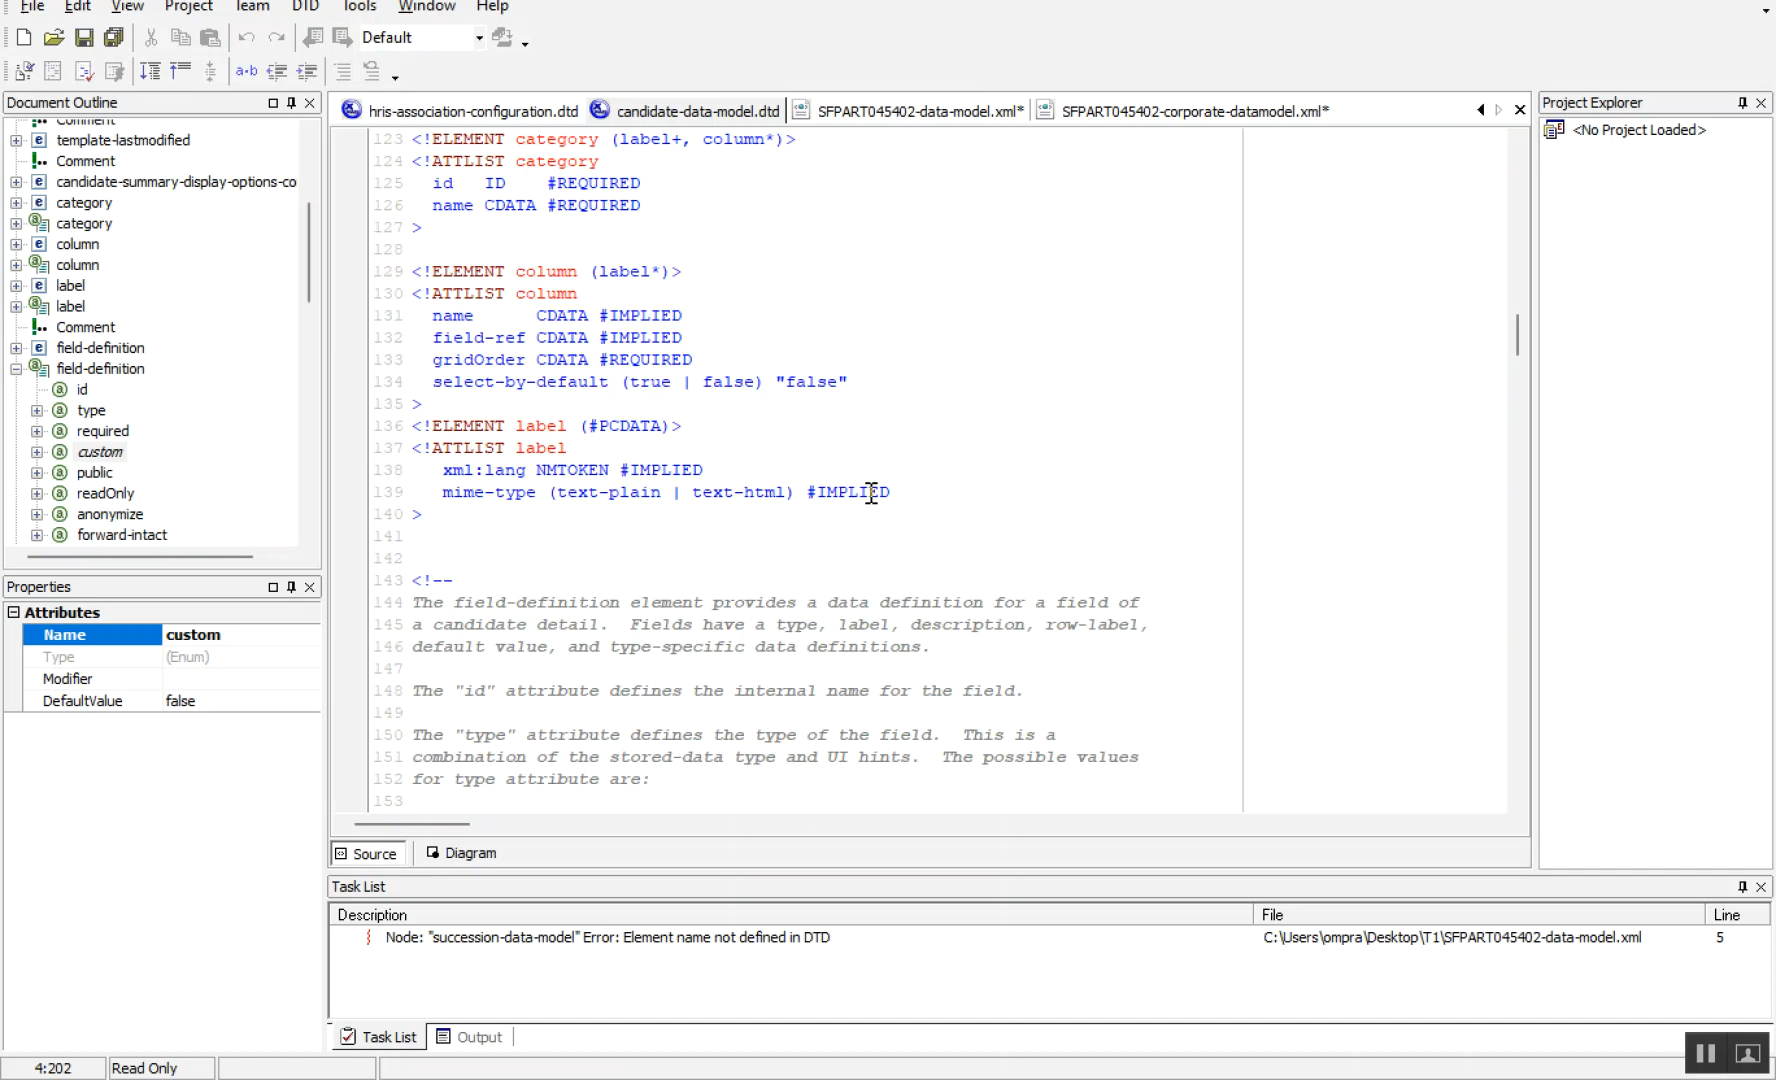 File Edit View Project Team DTD Tools Window Help
Default
a-b
Document Outline
Comment
template-lastmodified
Comment
candidate-summary-display-options-co
category
category
column
column
label
label
Comment
field-definition
field-definition
id
type
required
custom
public
readOnly
anonymize
forward-intact
Properties
Attributes
Name custom
Type (Enum)
Modifier
DefaultValue false
hris-association-configuration.dtd candidate-data-model.dtd SFPART045402-data-model.xml* SFPART045402-corporate-datamodel.xml*
123 <!ELEMENT category (label+, column*)>
124 <!ATTLIST category
125 id ID #REQUIRED
126 name CDATA #REQUIRED
127 >
128
129 <!ELEMENT column (label*)>
130 <!ATTLIST column
131 name CDATA #IMPLIED
132 field-ref CDATA #IMPLIED
133 gridOrder CDATA #REQUIRED
134 select-by-default (true | false) "false"
135 >
136 <!ELEMENT label (#PCDATA)>
137 <!ATTLIST label
138 xml:lang NMTOKEN #IMPLIED
139 mime-type (text-plain | text-html) #IMPLIED
140 >
141
142
143 <!--
144 The field-definition element provides a data definition for a field of
145 a candidate detail. Fields have a type, label, description, row-label,
146 default value, and type-specific data definitions.
147
148 The "id" attribute defines the internal name for the field.
149
150 The "type" attribute defines the type of the field. This is a
151 combination of the stored-data type and UI hints. The possible values
152 for type attribute are:
153
Source Diagram
Project Explorer
<No Project Loaded>
Task List
Description File Line
Node: "succession-data-model" Error: Element name not defined in DTD C:\Users\ompra\Desktop\T1\SFPART045402-data-model.xml 5
Task List Output
4:202 Read Only